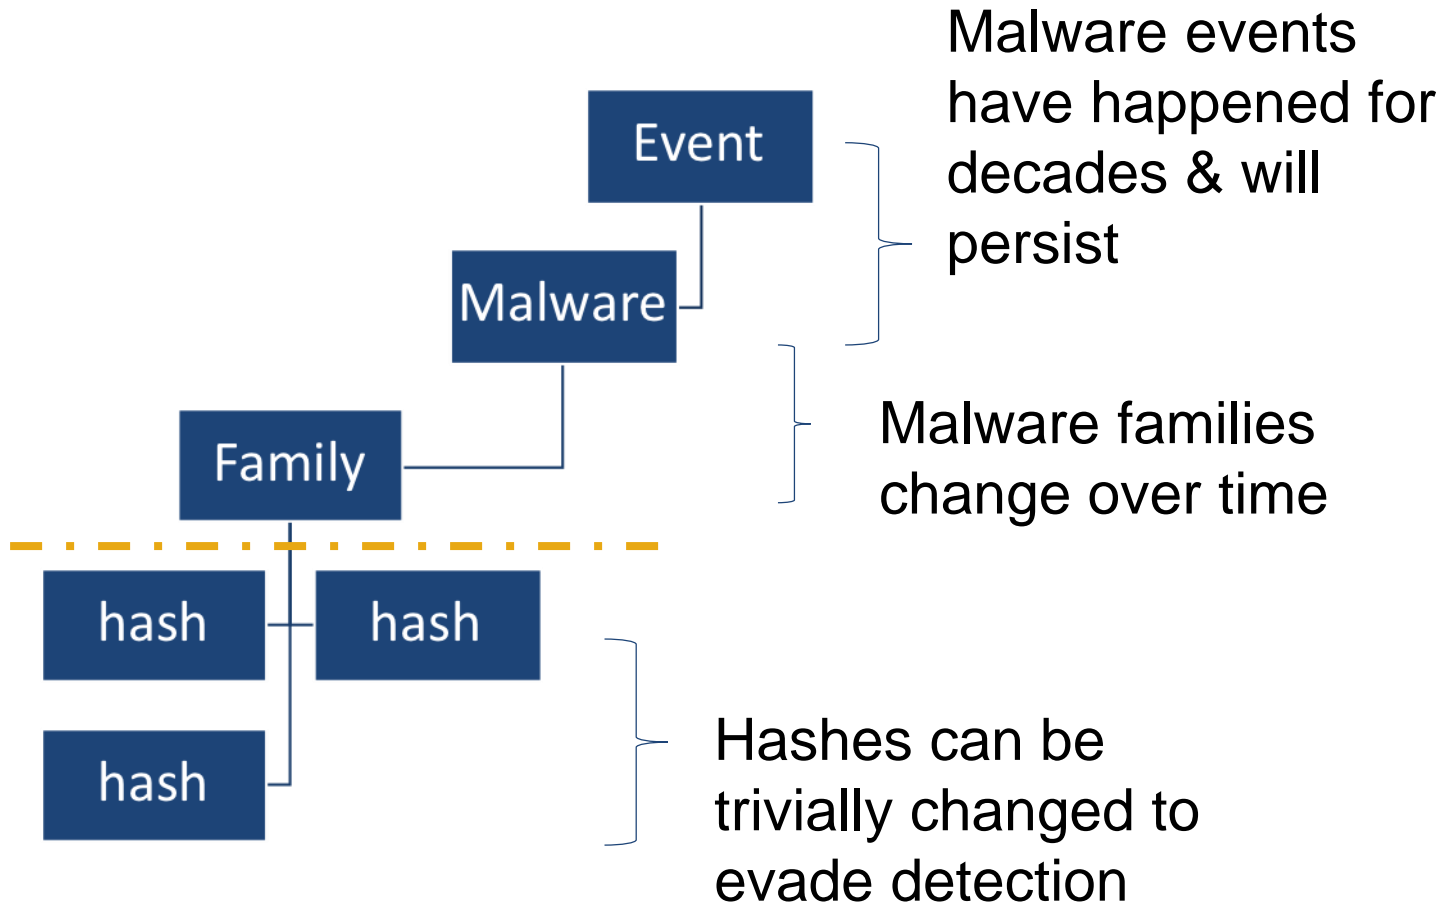 Malware events
have happened for
decades & will
persist
Event
Malware
Malware families
change over time
Family
hash
hash
hash
Hashes can be
trivially changed to
evade detection